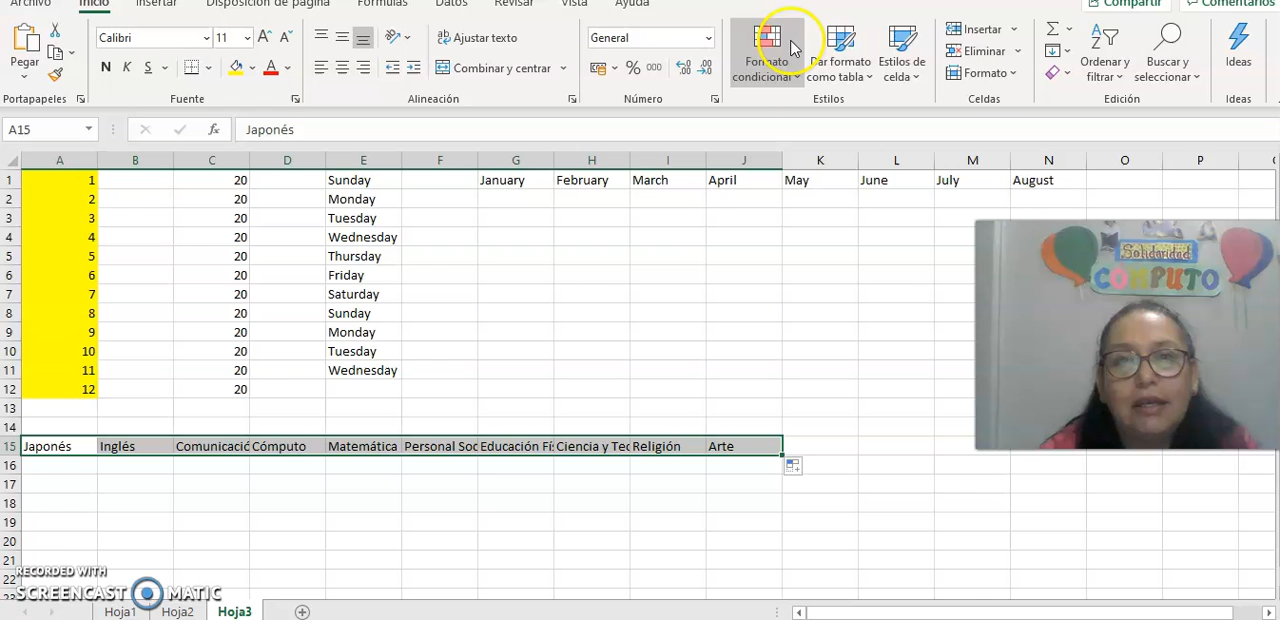 Archivo Inicio Insertar Disposición de página Fórmulas Datos Revisar Vista Ayuda Compartir Comentarios
Pegar
Calibri 11
N K S
Ajustar texto
Combinar y centrar
General
% 000
Formato condicional
Dar formato como tabla
Estilos de celda
Insertar
Eliminar
Formato
Ordenar y filtrar
Buscar y seleccionar
Ideas
Portapapeles Fuente Alineación Número Estilos Celdas Edición Ideas
A15 fx Japonés
A B C D E F G H I J K L M N O P
1 1 20 Sunday January February March April May June July August
2 2 20 Monday
3 3 20 Tuesday
4 4 20 Wednesday
5 5 20 Thursday
6 6 20 Friday
7 7 20 Saturday
8 8 20 Sunday
9 9 20 Monday
10 10 20 Tuesday
11 11 20 Wednesday
12 12 20
13
14
15 Japonés Inglés Comunicació Cómputo Matemática Personal Soc Educación Fí Ciencia y Tec Religión Arte
16
17
18
19
20
21
22
Solidaridad
COMPUTO
RECORDED WITH
SCREENCAST MATIC
Hoja1 Hoja2 Hoja3